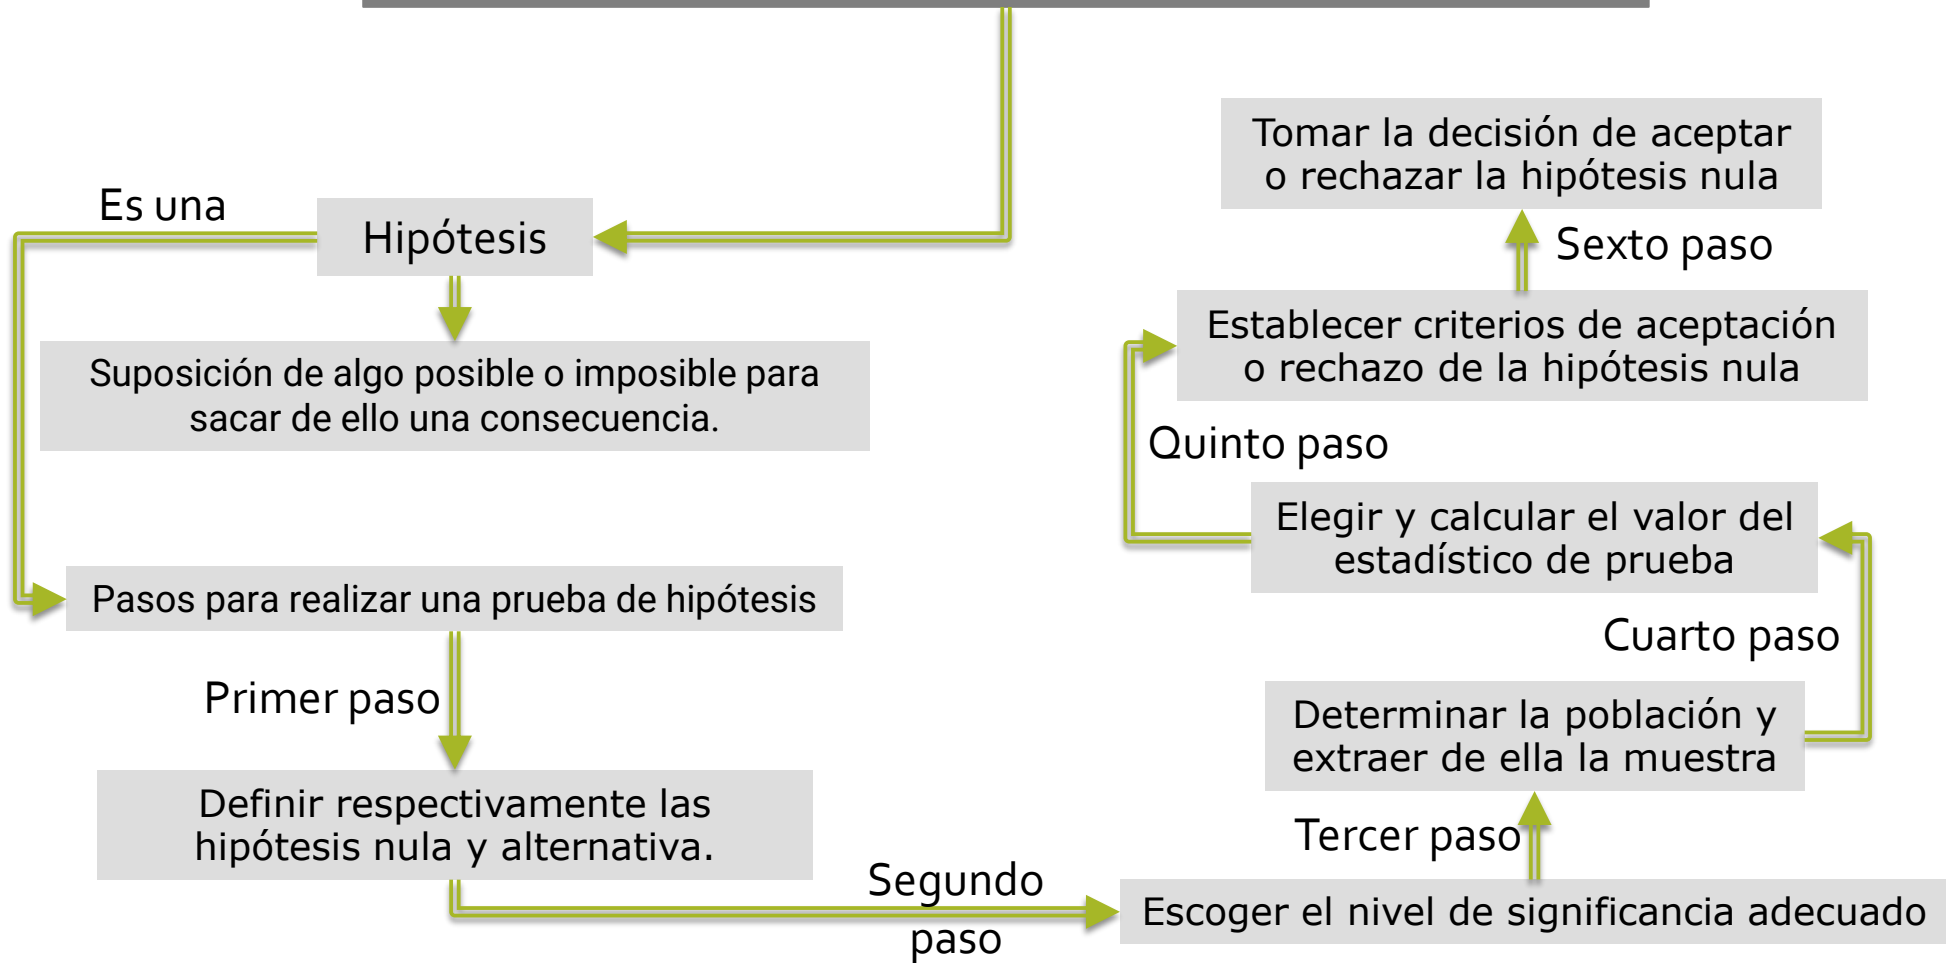 Es una
Hipótesis
Suposición de algo posible o imposible para
sacar de ello una consecuencia.
Pasos para realizar una prueba de hipótesis
Primer paso
Definir respectivamente las
hipótesis nula y alternativa.
Segundo
paso
Escoger el nivel de significancia adecuado
Tercer paso
Determinar la población y
extraer de ella la muestra
Cuarto paso
Elegir y calcular el valor del
estadístico de prueba
Quinto paso
Establecer criterios de aceptación
o rechazo de la hipótesis nula
Sexto paso
Tomar la decisión de aceptar
o rechazar la hipótesis nula